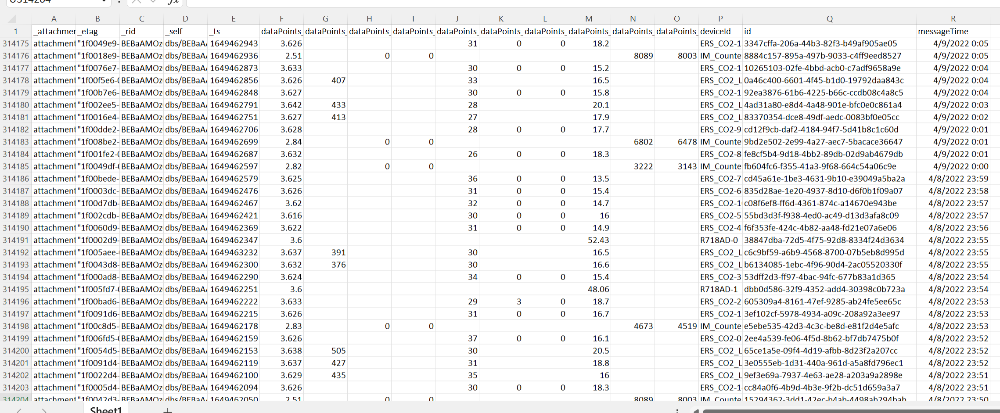 fx
A B C D E F G H I J K L M N O P Q R
1 _attachmer _etag _rid _self _ts dataPoints_ dataPoints_ dataPoints_ dataPoints_ dataPoints_ dataPoints_ dataPoints_ dataPoints_ dataPoints_ dataPoints_ deviceId id messageTime
314175 attachment "1f0049e9- BEBaAMOz dbs/BEBaA 1649462943 3.626 31 0 0 18.2 ERS_CO2-1 3347cffa-206a-44b3-82f3-b49af905ae05 4/9/2022 0:05
314176 attachment "1f0018e9- BEBaAMOz dbs/BEBaA 1649462936 2.51 0 0 8089 8003 IM_Counte 8884c157-895a-497b-9033-c4ff9eed8527 4/9/2022 0:05
314177 attachment "1f0076e7- BEBaAMOz dbs/BEBaA 1649462873 3.633 30 0 0 15.2 ERS_CO2-1 10265103-02fe-4bbd-acb0-c7adf9658a9e 4/9/2022 0:04
314178 attachment "1f00f5e6-( BEBaAMOz dbs/BEBaA 1649462856 3.626 407 33 16.5 ERS_CO2_L 0a46c400-6601-4f45-b1d0-19792daa843c 4/9/2022 0:04
314179 attachment "1f00b7e6- BEBaAMOz dbs/BEBaA 1649462848 3.627 30 0 0 15.8 ERS_CO2-1 92ea3876-61b6-4225-b66c-ccdb08c4a8c5 4/9/2022 0:04
314180 attachment "1f002ee5- BEBaAMOz dbs/BEBaA 1649462791 3.642 433 28 20.1 ERS_CO2_L 4ad31a80-e8d4-4a48-901e-bfc0e0c861a4 4/9/2022 0:03
314181 attachment "1f0016e4- BEBaAMOz dbs/BEBaA 1649462751 3.627 413 27 17.9 ERS_CO2_L 83370354-dce8-49df-aedc-0083bf0e05cc 4/9/2022 0:02
314182 attachment "1f00dde2- BEBaAMOz dbs/BEBaA 1649462706 3.628 28 0 0 17.7 ERS_CO2-9 cd12f9cb-daf2-4184-94f7-5d41b8c1c60d 4/9/2022 0:01
314183 attachment "1f008be2- BEBaAMOz dbs/BEBaA 1649462699 2.84 0 0 6802 6478 IM_Counte 9bd2e502-2e99-4a27-aec7-5bacace36647 4/9/2022 0:01
314184 attachment "1f001fe2-( BEBaAMOz dbs/BEBaA 1649462687 3.632 26 0 0 18.3 ERS_CO2-8 fe8cf5b4-9d18-4bb2-89db-02d9ab4679db 4/9/2022 0:01
314185 attachment "1f0049df-( BEBaAMOz dbs/BEBaA 1649462597 2.82 0 0 3222 3143 IM_Counte fb604fc6-f355-41a3-9f68-664c54a06c9e 4/9/2022 0:00
314186 attachment "1f00bede- BEBaAMOz dbs/BEBaA 1649462579 3.625 36 0 0 13.5 ERS_CO2-7 cd45a61e-1be3-4631-9b10-e39049a5ba2a 4/8/2022 23:59
314187 attachment "1f0003dc- BEBaAMOz dbs/BEBaA 1649462476 3.626 31 0 0 15.4 ERS_CO2-6 835d28ae-1e20-4937-8d10-d6f0b1f09a07 4/8/2022 23:58
314188 attachment "1f00d7db- BEBaAMOz dbs/BEBaA 1649462467 3.62 32 0 0 14.7 ERS_CO2-1 c08f6ef8-ff6d-4361-874c-a14670e943be 4/8/2022 23:57
314189 attachment "1f002cdb- BEBaAMOz dbs/BEBaA 1649462421 3.616 30 0 0 16 ERS_CO2-5 55bd3d3f-f938-4ed0-ac49-d13d3afa8c09 4/8/2022 23:57
314190 attachment "1f0060d9- BEBaAMOz dbs/BEBaA 1649462369 3.622 31 0 0 14.9 ERS_CO2-4 f6f353fe-424c-4b82-aa48-fd21e07a6e06 4/8/2022 23:56
314191 attachment "1f0002d9- BEBaAMOz dbs/BEBaA 1649462347 3.6 52.43 R718AD-0 38847dba-72d5-4f75-92d8-8334f24d3634 4/8/2022 23:55
314192 attachment "1f005aee- BEBaAMOz dbs/BEBaA 1649463232 3.637 391 30 16.5 ERS_CO2_L c6c9bf59-a6b9-4568-8700-07b5eb8d995d 4/8/2022 23:55
314193 attachment "1f0043d8- BEBaAMOz dbs/BEBaA 1649462300 3.632 376 30 16.6 ERS_CO2_L b6134085-1ebc-4f96-90d4-2ac05520330f 4/8/2022 23:55
314194 attachment "1f000ad8- BEBaAMOz dbs/BEBaA 1649462290 3.624 34 0 0 15.4 ERS_CO2-3 53dff2d3-ff97-4bac-94fc-677b83a1d365 4/8/2022 23:54
314195 attachment "1f005fd7-( BEBaAMOz dbs/BEBaA 1649462251 3.6 48.06 R718AD-1 dbb0d586-32f9-4352-add4-30398c0b723a 4/8/2022 23:54
314196 attachment "1f00bad6- BEBaAMOz dbs/BEBaA 1649462222 3.633 29 3 0 18.7 ERS_CO2-2 605309a4-8161-47ef-9285-ab24fe5ee65c 4/8/2022 23:53
314197 attachment "1f0091d6- BEBaAMOz dbs/BEBaA 1649462215 3.626 31 0 0 16.7 ERS_CO2-1 3ef102cf-5978-4934-a09c-208a92a3ee97 4/8/2022 23:53
314198 attachment "1f00c8d5- BEBaAMOz dbs/BEBaA 1649462178 2.83 0 0 4673 4519 IM_Counte e5ebe535-42d3-4c3c-be8d-e81f2d4e5afc 4/8/2022 23:53
314199 attachment "1f006fd5-( BEBaAMOz dbs/BEBaA 1649462159 3.626 37 0 0 16.1 ERS_CO2-0 2ee4a539-fe06-4f5d-8b62-bf7db7475b0f 4/8/2022 23:52
314200 attachment "1f0054d5- BEBaAMOz dbs/BEBaA 1649462153 3.638 505 30 20.5 ERS_CO2_L 65ce1a5e-09f4-4d19-afbb-8d23f2a207cc 4/8/2022 23:52
314201 attachment "1f0091d4- BEBaAMOz dbs/BEBaA 1649462119 3.637 427 31 18.8 ERS_CO2_L 3e0555eb-1d31-440a-961d-a5a8fd796ec1 4/8/2022 23:52
314202 attachment "1f0022d4- BEBaAMOz dbs/BEBaA 1649462100 3.629 435 35 16 ERS_CO2_L 9ef3e69a-7937-4e63-ae28-a203a9a2898e 4/8/2022 23:51
314203 attachment "1f0005d4- BEBaAMOz dbs/BEBaA 1649462094 3.626 30 0 0 18.3 ERS_CO2-14 cc84a0f6-4b9d-4b3e-9f2b-dc51d659a3a7 4/8/2022 23:51
314204 attachment "1f0042d3- BEBaAMOz dbs/BEBaA 1649462050 2.51 0 0 8089 8003 IM_Counte 15294362-3dd1-42ec-b4ab-4498ab294bab 4/8/2022 23:50
Sheet1